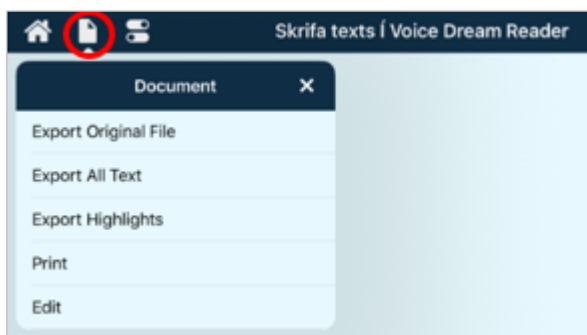 Skrifa texts Í Voice Dream Reader
Document
Export Original File
Export All Text
Export Highlights
Print
Edit